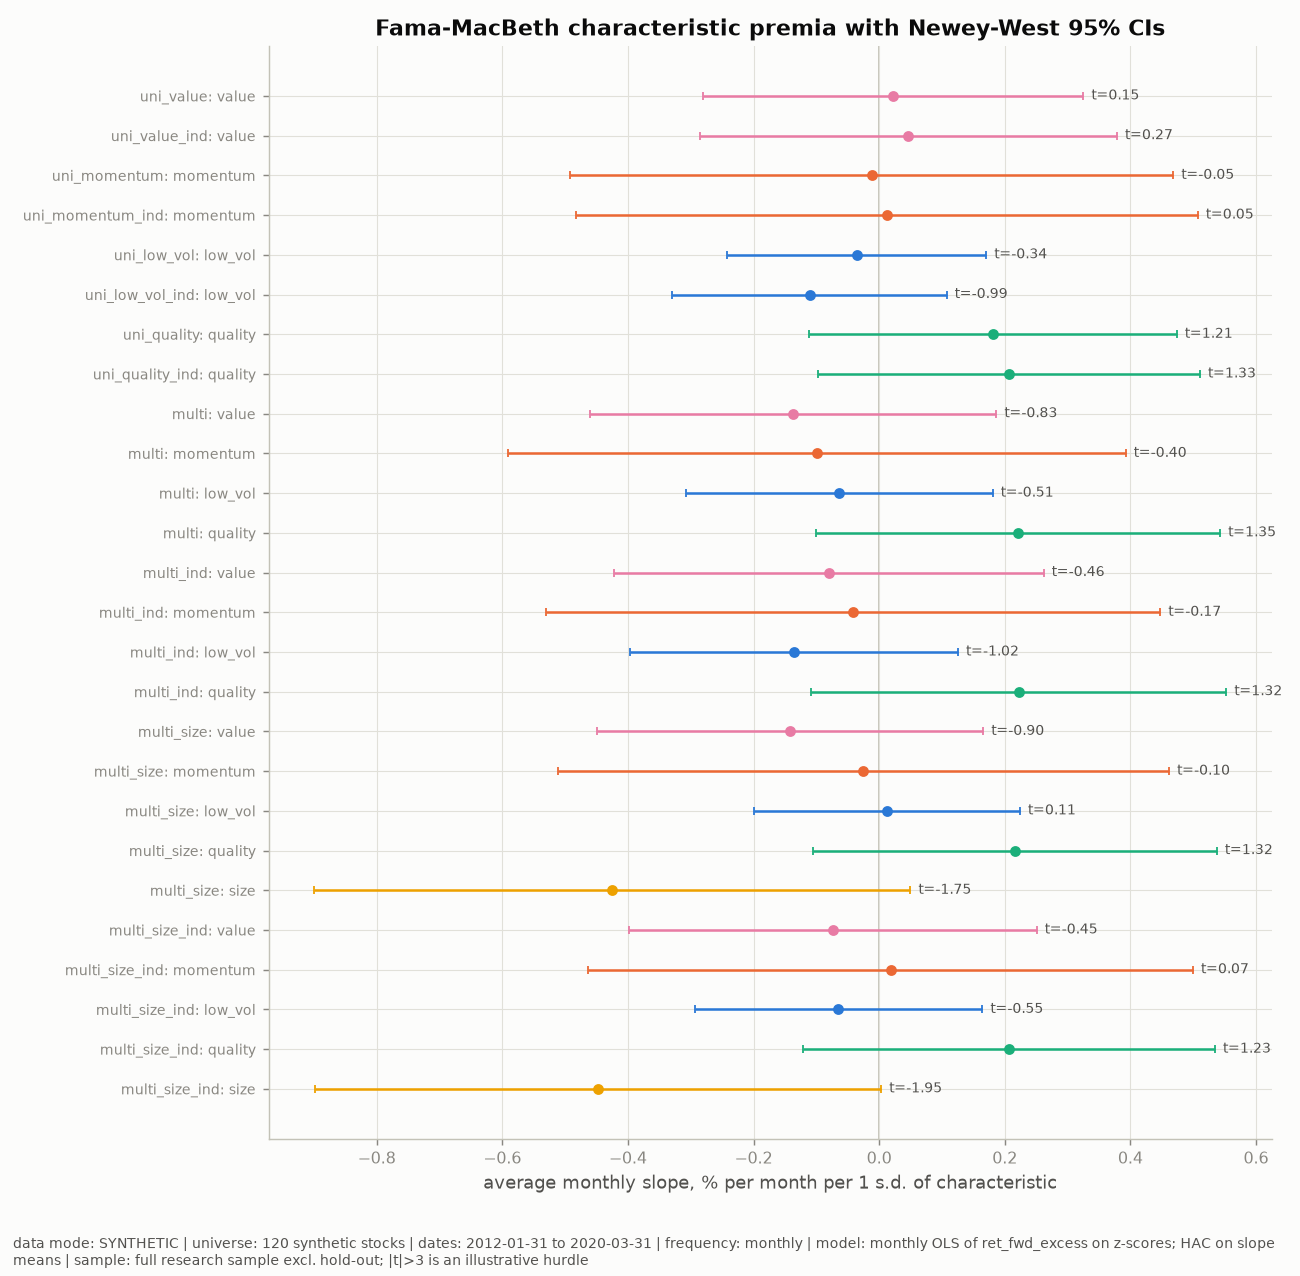 Fama-MacBeth characteristic premia with Newey-West 95% CIs
uni_value: value t=0.15
uni_value_ind: value t=0.27
uni_momentum: momentum t=-0.05
uni_momentum_ind: momentum t=0.05
uni_low_vol: low_vol t=-0.34
uni_low_vol_ind: low_vol t=-0.99
uni_quality: quality t=1.21
uni_quality_ind: quality t=1.33
multi: value t=-0.83
multi: momentum t=-0.40
multi: low_vol t=-0.51
multi: quality t=1.35
multi_ind: value t=-0.46
multi_ind: momentum t=-0.17
multi_ind: low_vol t=-1.02
multi_ind: quality t=1.32
multi_size: value t=-0.90
multi_size: momentum t=-0.10
multi_size: low_vol t=0.11
multi_size: quality t=1.32
multi_size: size t=-1.75
multi_size_ind: value t=-0.45
multi_size_ind: momentum t=0.07
multi_size_ind: low_vol t=-0.55
multi_size_ind: quality t=1.23
multi_size_ind: size t=-1.95
−0.8 −0.6 −0.4 −0.2 0.0 0.2 0.4 0.6
average monthly slope, % per month per 1 s.d. of characteristic
data mode: SYNTHETIC | universe: 120 synthetic stocks | dates: 2012-01-31 to 2020-03-31 | frequency: monthly | model: monthly OLS of ret_fwd_excess on z-scores; HAC on slope
means | sample: full research sample excl. hold-out; |t|>3 is an illustrative hurdle